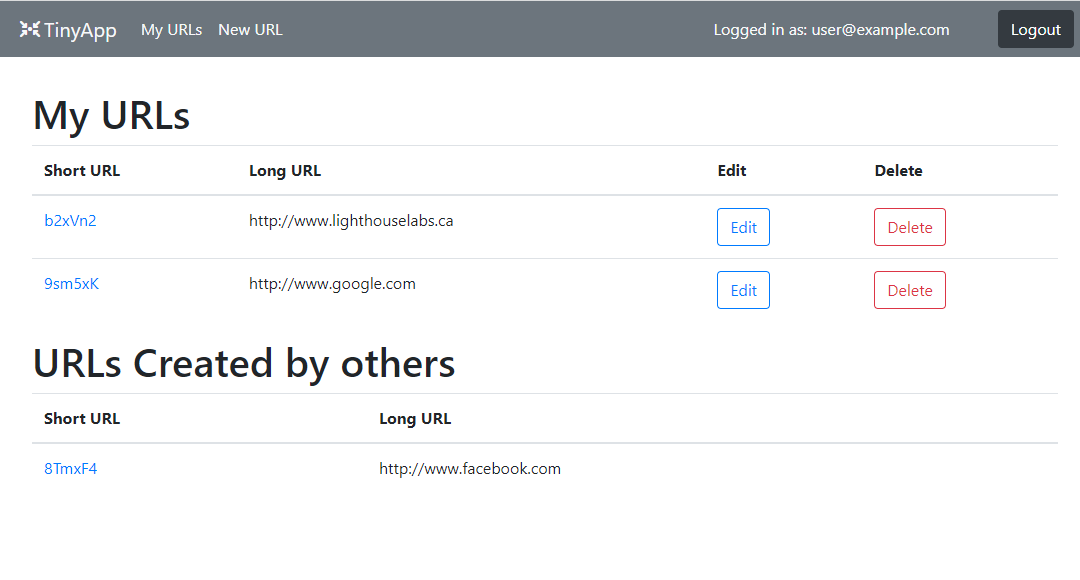 TinyApp My URLs New URL Logged in as: user@example.com Logout
My URLs
Short URL Long URL Edit Delete
b2xVn2 http://www.lighthouselabs.ca Edit Delete
9sm5xK http://www.google.com Edit Delete
URLs Created by others
Short URL Long URL
8TmxF4 http://www.facebook.com